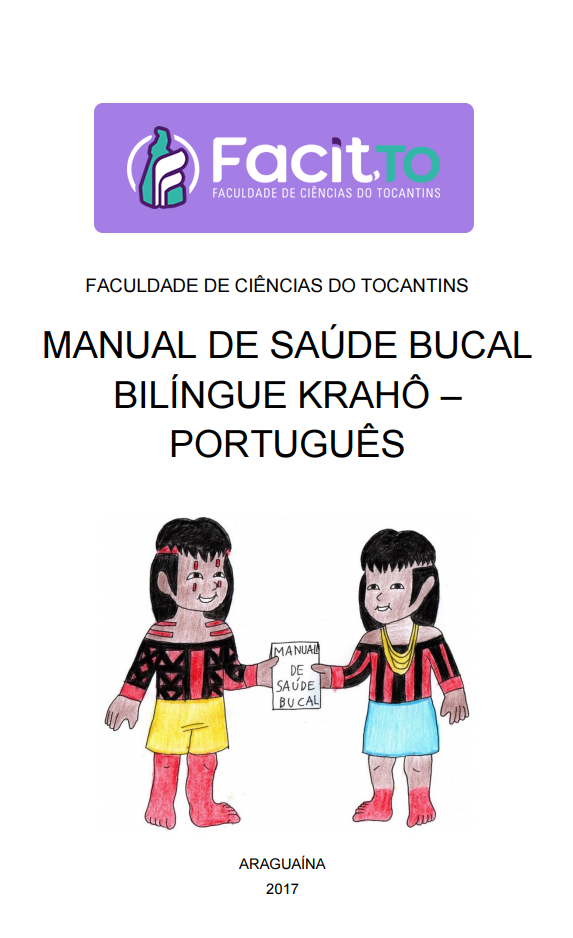 Facit.To
FACULDADE DE CIÊNCIAS DO TOCANTINS
FACULDADE DE CIÊNCIAS DO TOCANTINS
MANUAL DE SAÚDE BUCAL
BILÍNGUE KRAHÔ –
PORTUGUÊS
MANUAL
DE
SAÚDE
BUCAL
ARAGUAÍNA
2017